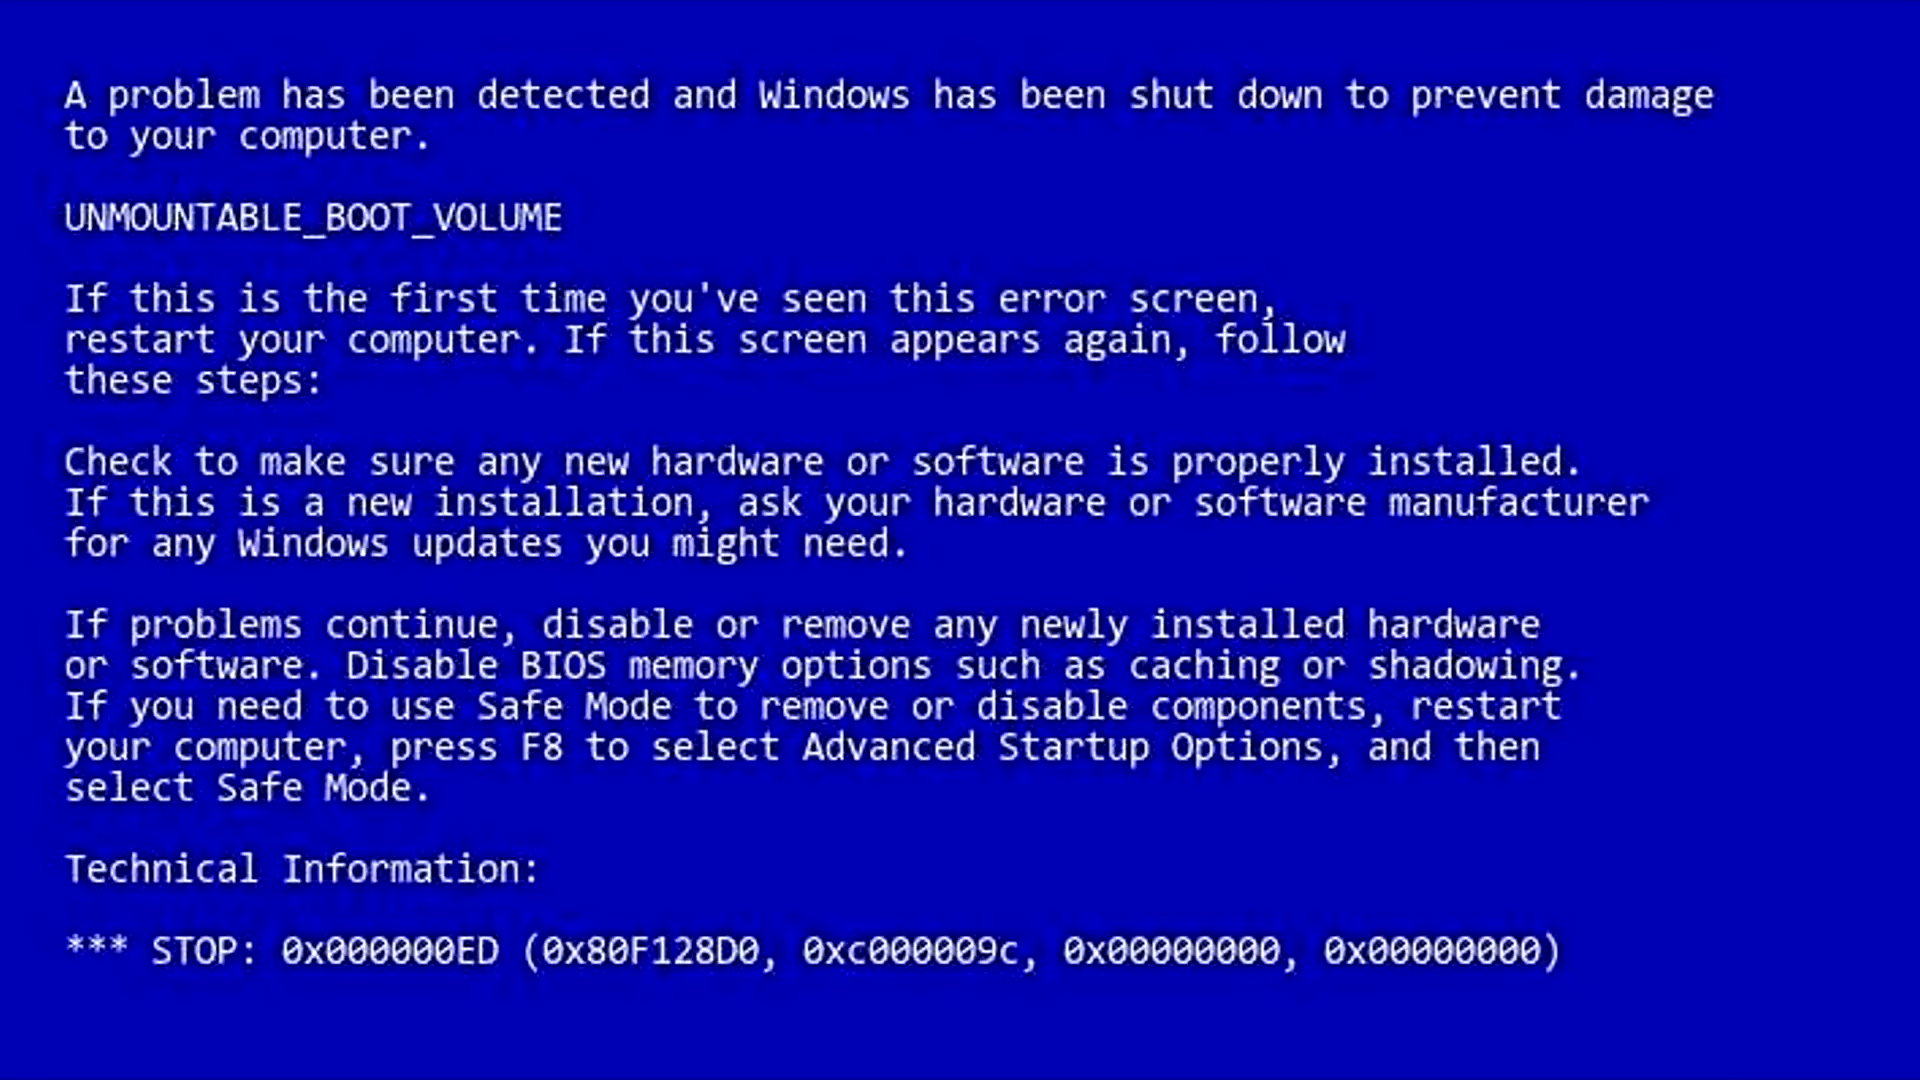 A problem has been detected and Windows has been shut down to prevent damage
to your computer.
UNMOUNTABLE_BOOT_VOLUME
If this is the first time you've seen this error screen,
restart your computer. If this screen appears again, follow
these steps:
Check to make sure any new hardware or software is properly installed.
If this is a new installation, ask your hardware or software manufacturer
for any Windows updates you might need.
If problems continue, disable or remove any newly installed hardware
or software. Disable BIOS memory options such as caching or shadowing.
If you need to use Safe Mode to remove or disable components, restart
your computer, press F8 to select Advanced Startup Options, and then
select Safe Mode.
Technical Information:
*** STOP: 0x000000ED (0x80F128D0, 0xc000009c, 0x00000000, 0x00000000)